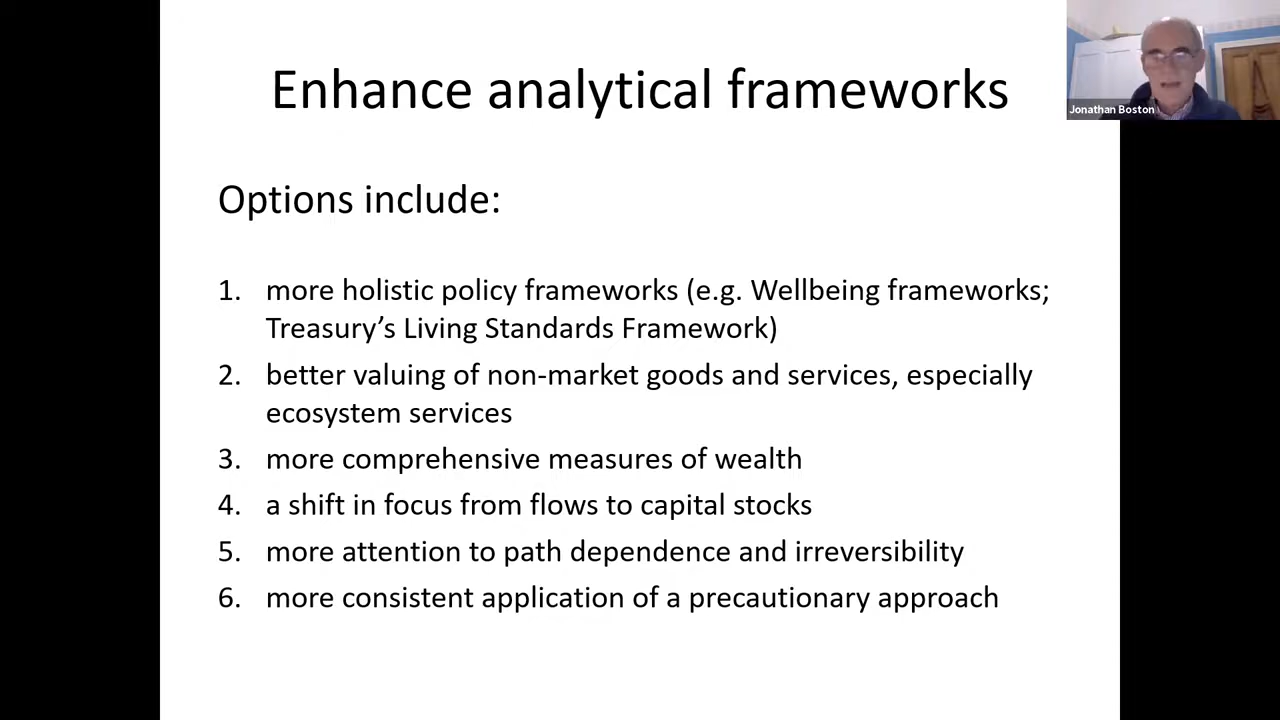 Enhance analytical frameworks
Jonathan Boston
Options include:
1. more holistic policy frameworks (e.g. Wellbeing frameworks;
Treasury’s Living Standards Framework)
2. better valuing of non-market goods and services, especially
ecosystem services
3. more comprehensive measures of wealth
4. a shift in focus from flows to capital stocks
5. more attention to path dependence and irreversibility
6. more consistent application of a precautionary approach